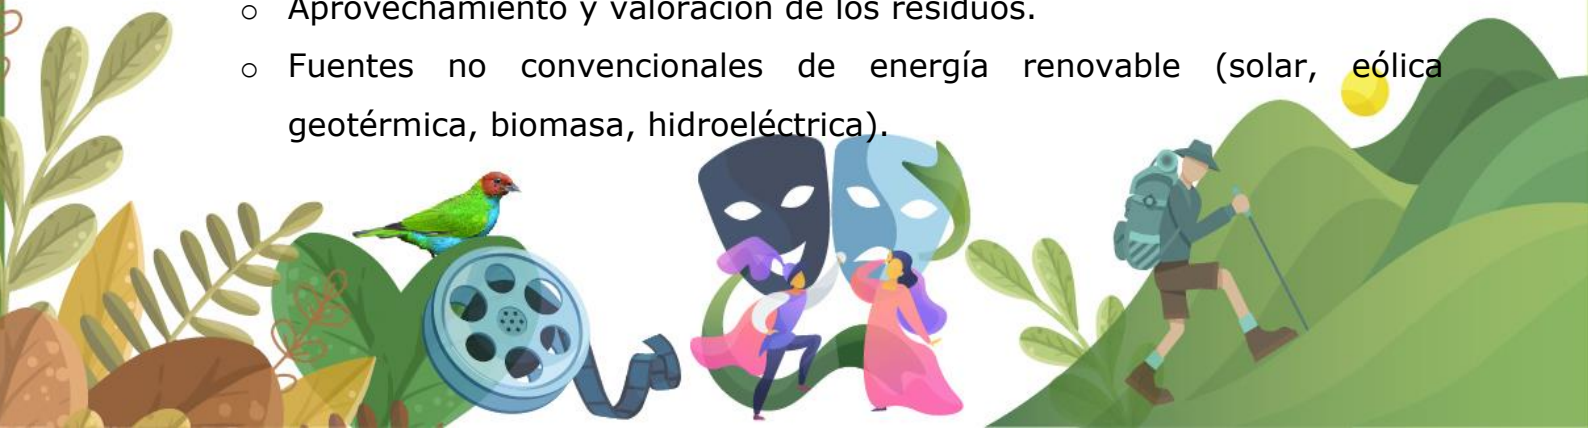 o Aprovechamiento y valoración de los residuos.
o Fuentes no convencionales de energía renovable (solar, eólica
geotérmica, biomasa, hidroeléctrica).